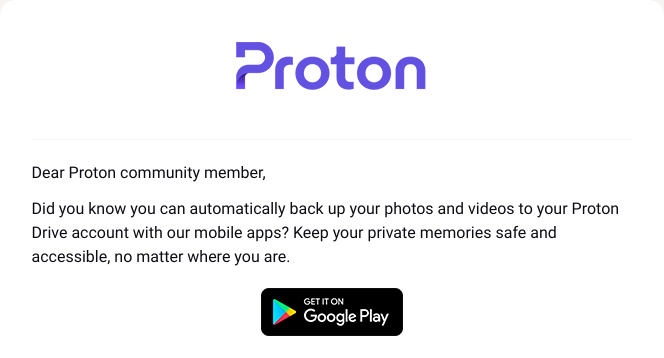 Proton
Dear Proton community member,
Did you know you can automatically back up your photos and videos to your Proton
Drive account with our mobile apps? Keep your private memories safe and
accessible, no matter where you are.
GET IT ON
Google Play